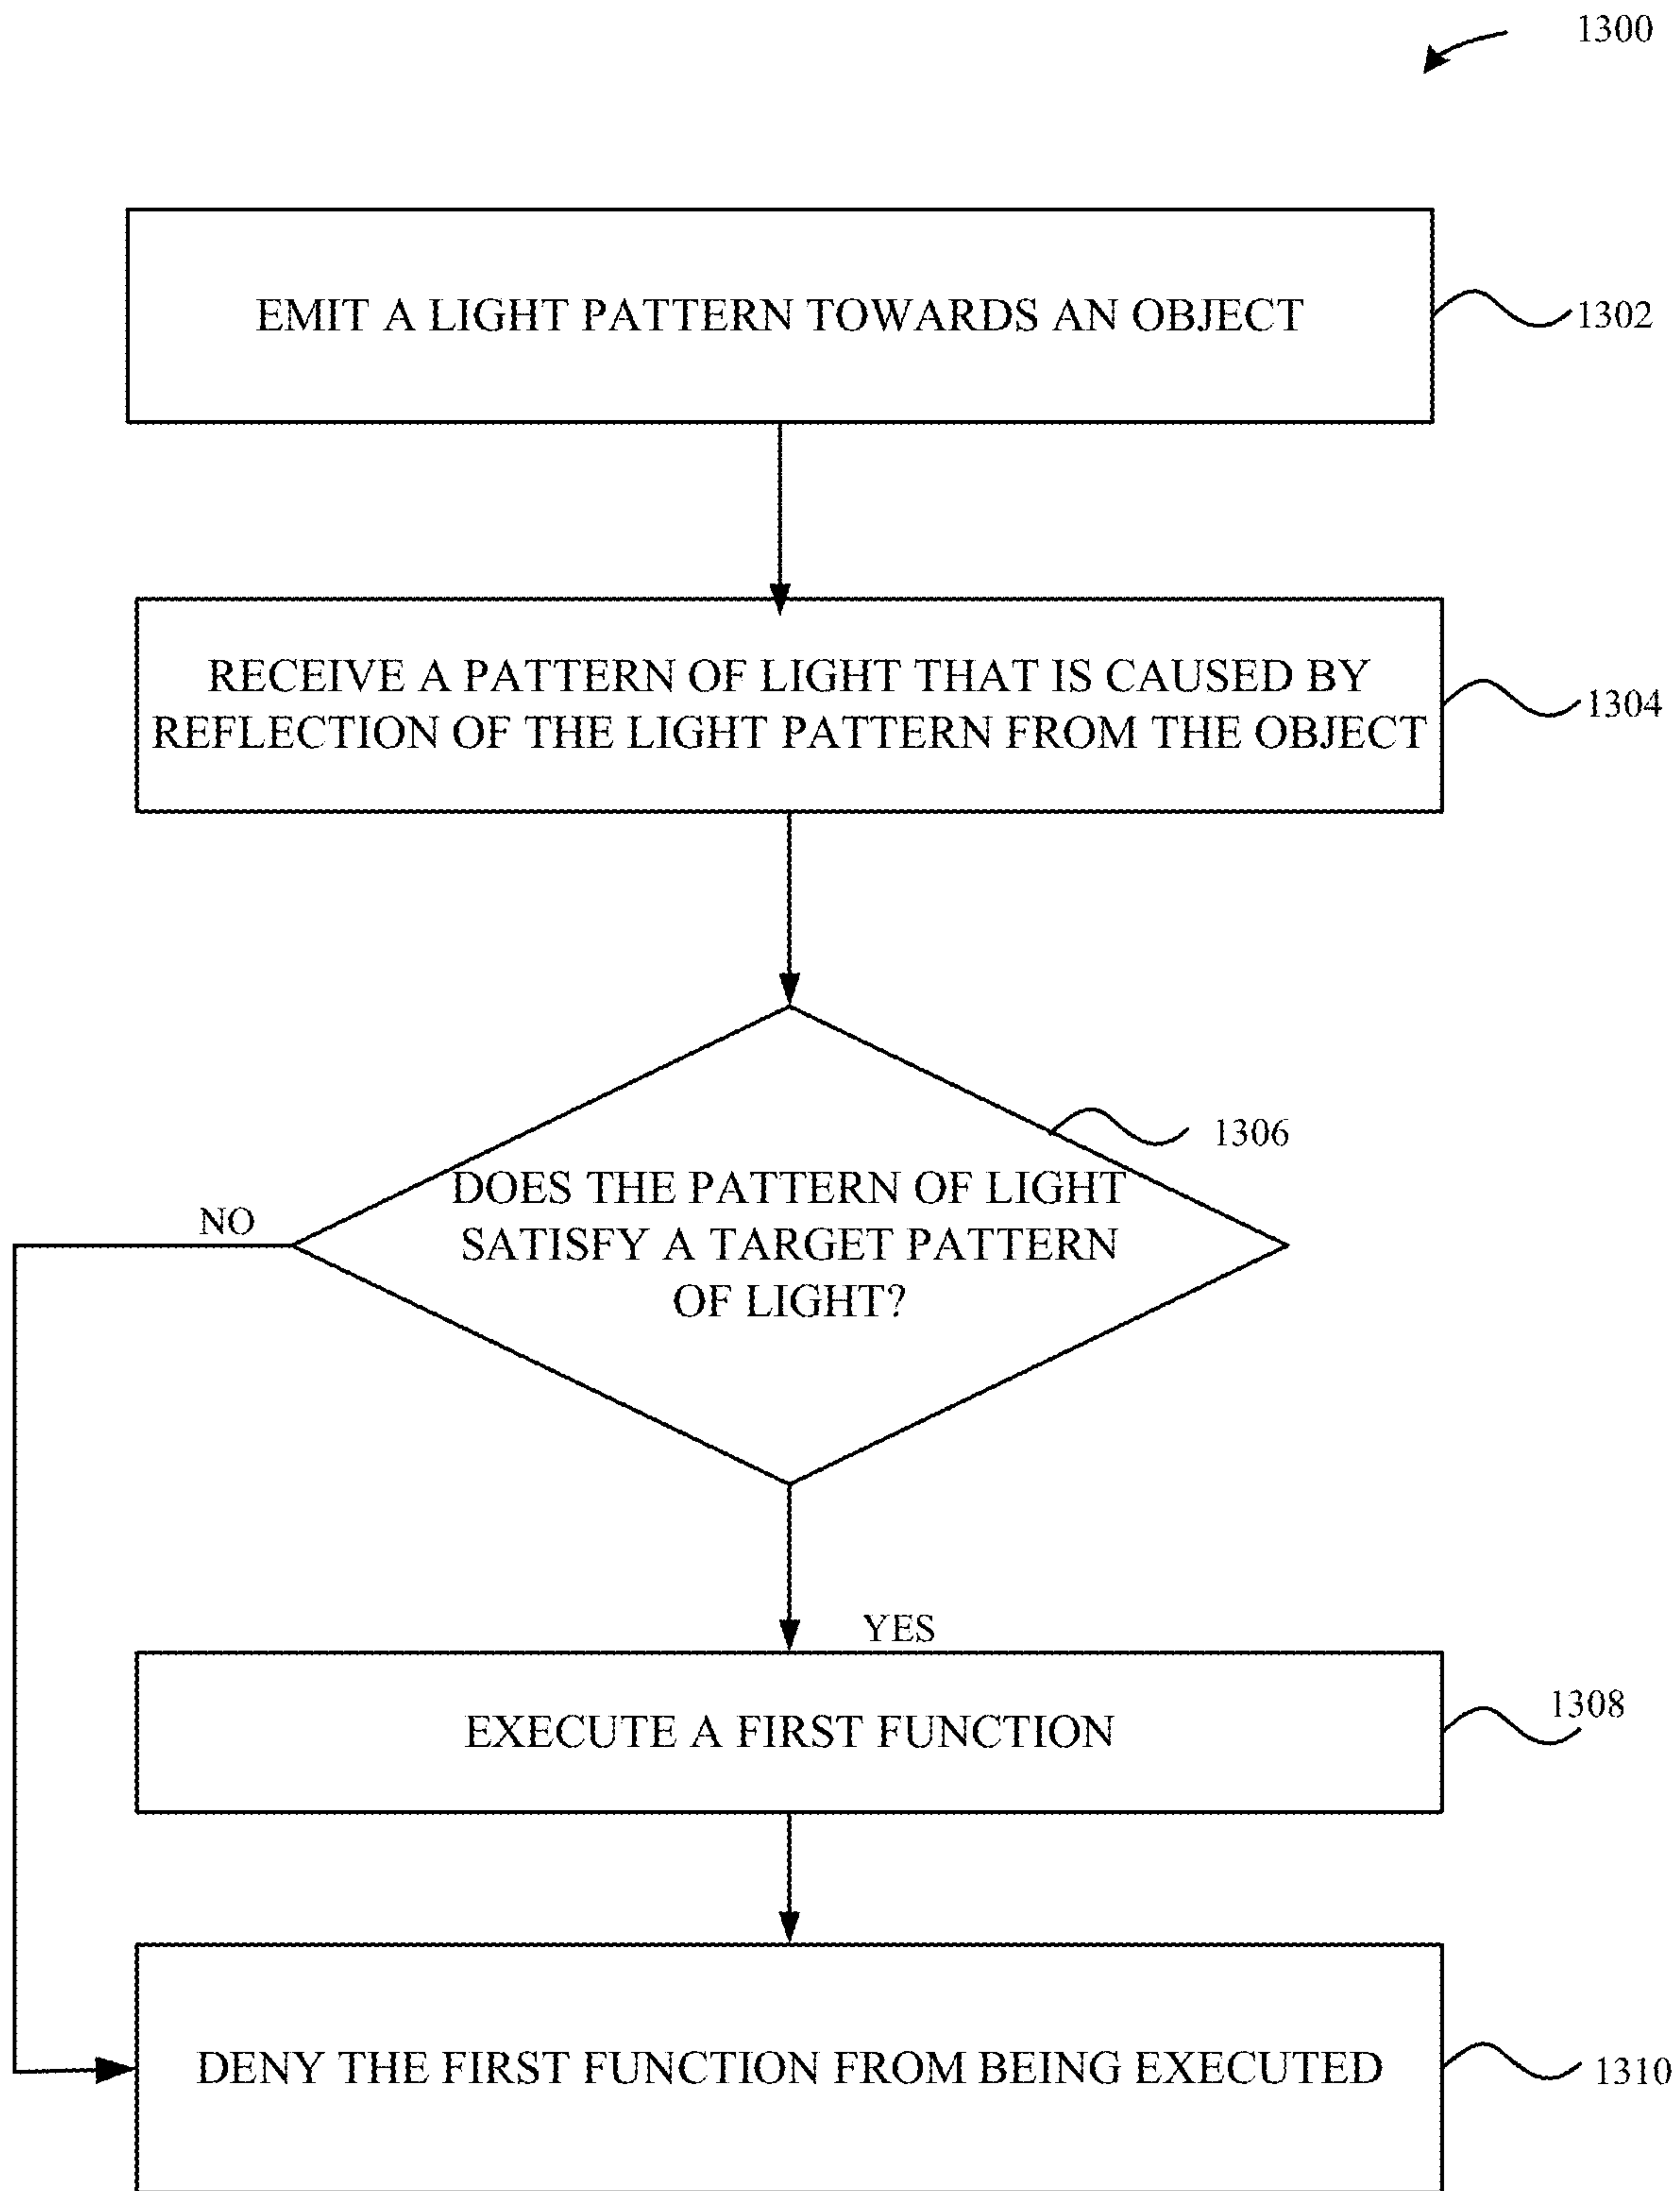 1300
EMIT A LIGHT PATTERN TOWARDS AN OBJECT
1302
RECEIVE A PATTERN OF LIGHT THAT IS CAUSED BY
REFLECTION OF THE LIGHT PATTERN FROM THE OBJECT
1304
1306
DOES THE PATTERN OF LIGHT
SATISFY A TARGET PATTERN
OF LIGHT?
NO
YES
EXECUTE A FIRST FUNCTION
1308
DENY THE FIRST FUNCTION FROM BEING EXECUTED
1310